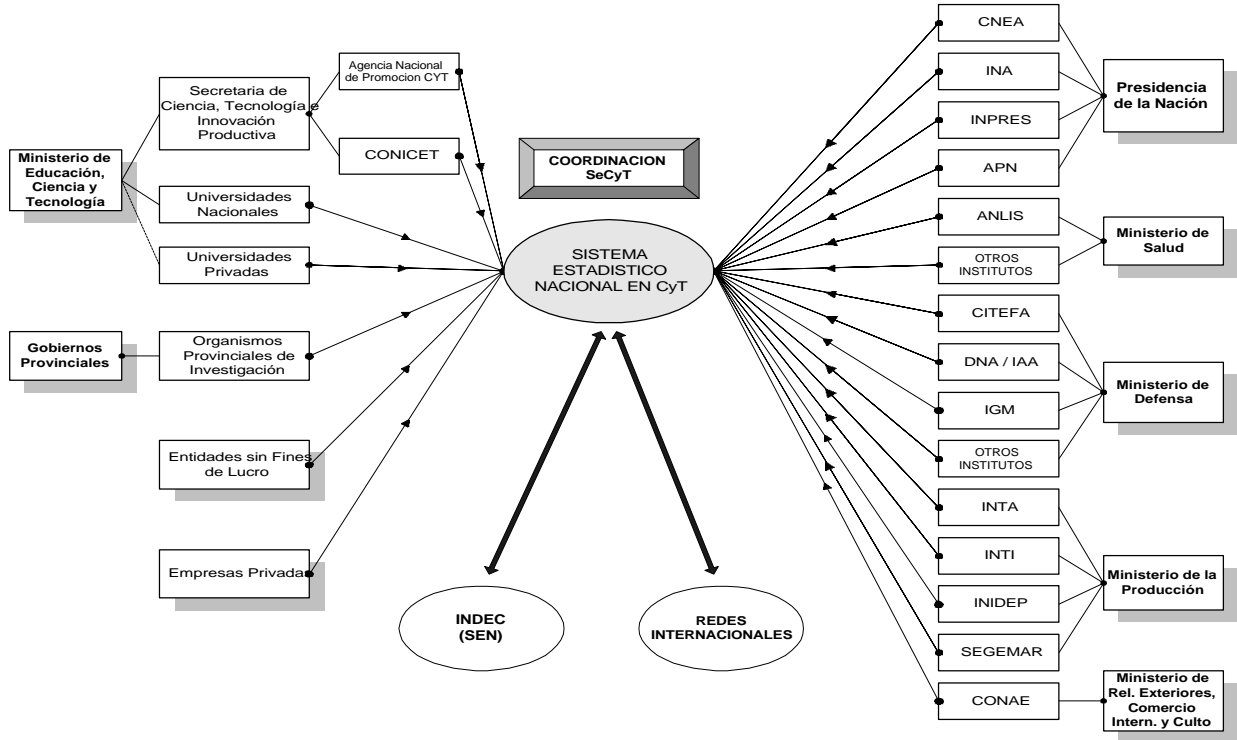 Ministerio de
Educación,
Ciencia y
Tecnología
Secretaria de
Ciencia, Tecnología e
Innovación
Productiva
Agencia Nacional
de Promocion CYT
CONICET
Universidades
Nacionales
Universidades
Privadas
Gobiernos
Provinciales
Organismos
Provinciales de
Investigación
Entidades sin Fines
de Lucro
Empresas Privadas
COORDINACION
SeCyT
SISTEMA
ESTADISTICO
NACIONAL EN CyT
INDEC
(SEN)
REDES
INTERNACIONALES
CNEA
INA
INPRES
APN
Presidencia
de la Nación
ANLIS
OTROS
INSTITUTOS
Ministerio de
Salud
CITEFA
DNA / IAA
IGM
OTROS
INSTITUTOS
Ministerio de
Defensa
INTA
INTI
INIDEP
SEGEMAR
Ministerio de la
Producción
CONAE
Ministerio de
Rel. Exteriores,
Comercio
Intern. y Culto